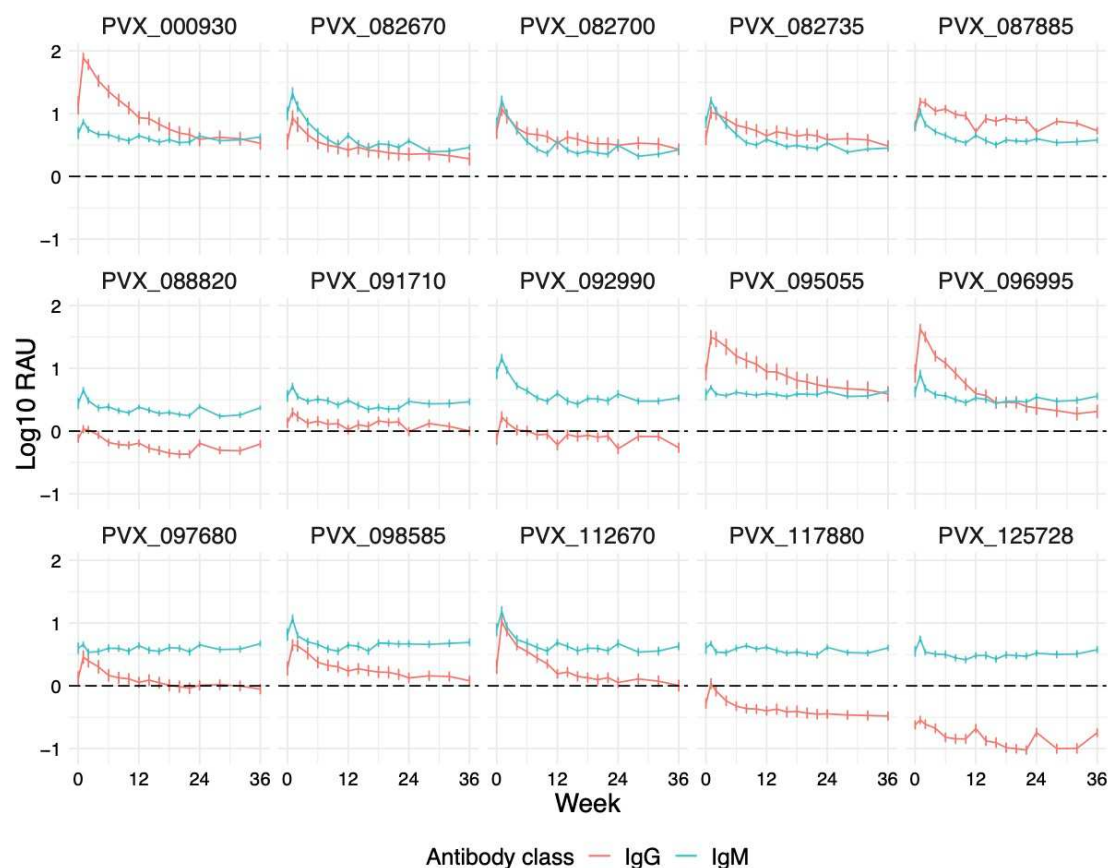 PVX_000930 PVX_082670 PVX_082700 PVX_082735 PVX_087885
2
1
0
−1
PVX_088820 PVX_091710 PVX_092990 PVX_095055 PVX_096995
2
1
0
−1
Log10 RAU
PVX_097680 PVX_098585 PVX_112670 PVX_117880 PVX_125728
2
1
0
−1
0 12 24 36 0 12 24 36 0 12 24 36 0 12 24 36 0 12 24 36
Week
Antibody class IgG IgM